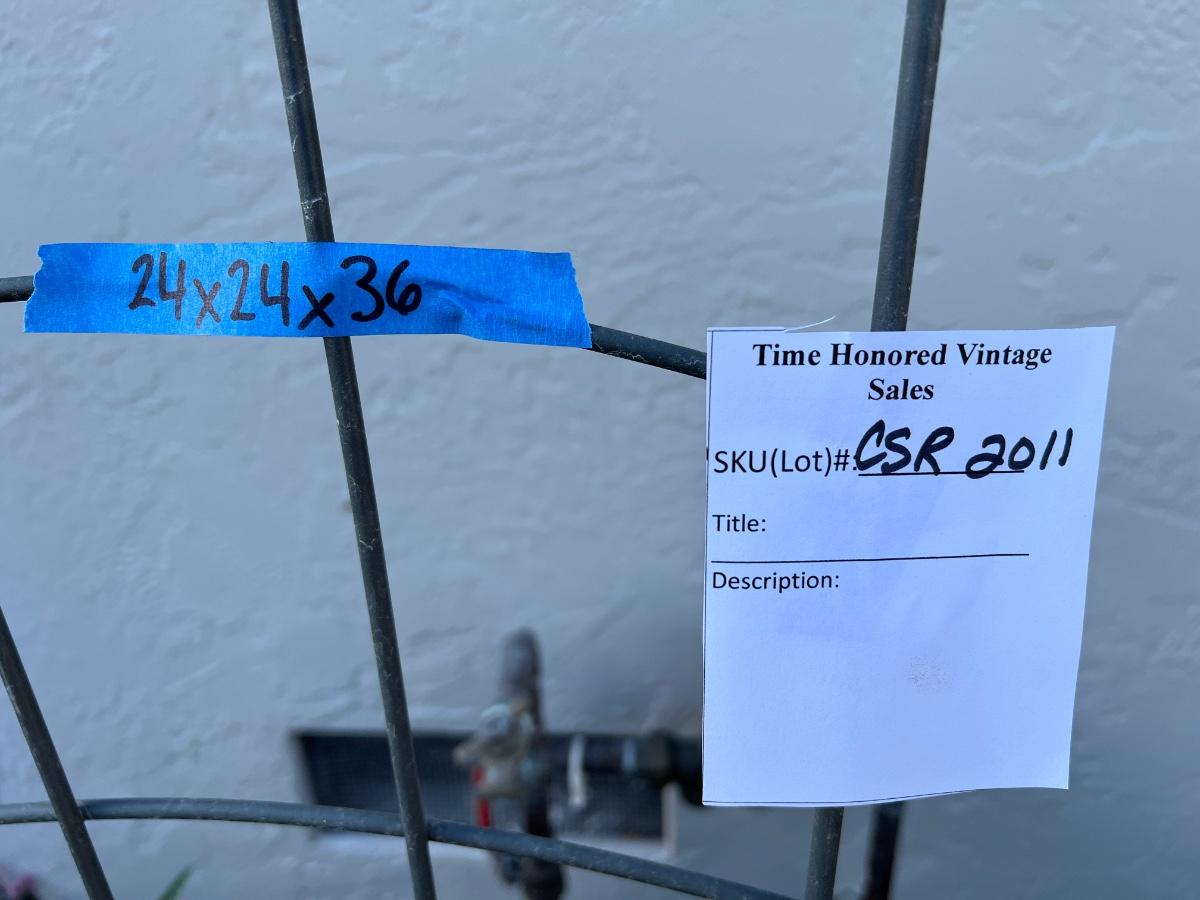 24x24x36
Time Honored Vintage
Sales
SKU(Lot)#: CSR 2011
Title:
Description: